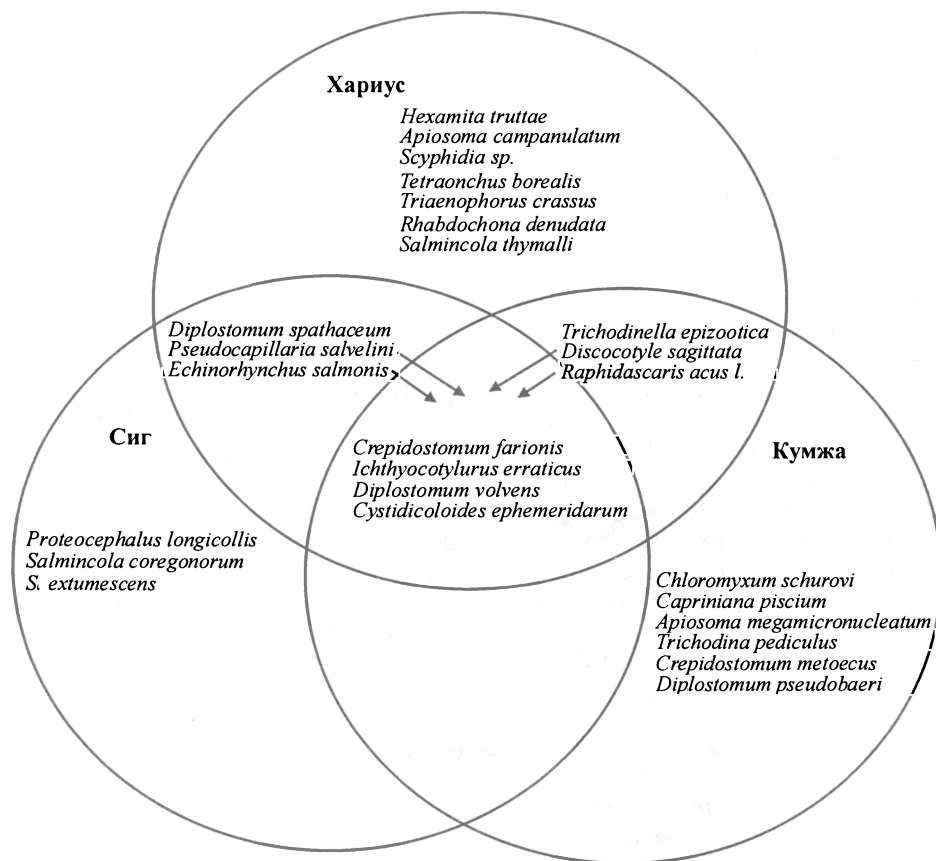 Хариус
Hexamita truttae
Apiosoma campanulatum
Scyphidia sp.
Tetraonchus borealis
Triaenophorus crassus
Rhabdochona denudata
Salmincola thymalli
Diplostomum spathaceum
Pseudocapillaria salvelini
Echinorhynchus salmonis
Trichodinella epizootica
Discocotyle sagittata
Raphidascaris acus l.
Сиг
Кумжа
Crepidostomum farionis
Ichthyocotylurus erraticus
Diplostomum volvens
Cystidicoloides ephemeridarum
Proteocephalus longicollis
Salmincola coregonorum
S. extumescens
Chloromyxum schurovi
Capriniana piscium
Apiosoma megamicronucleatum
Trichodina pediculus
Crepidostomum metoecus
Diplostomum pseudobaeri